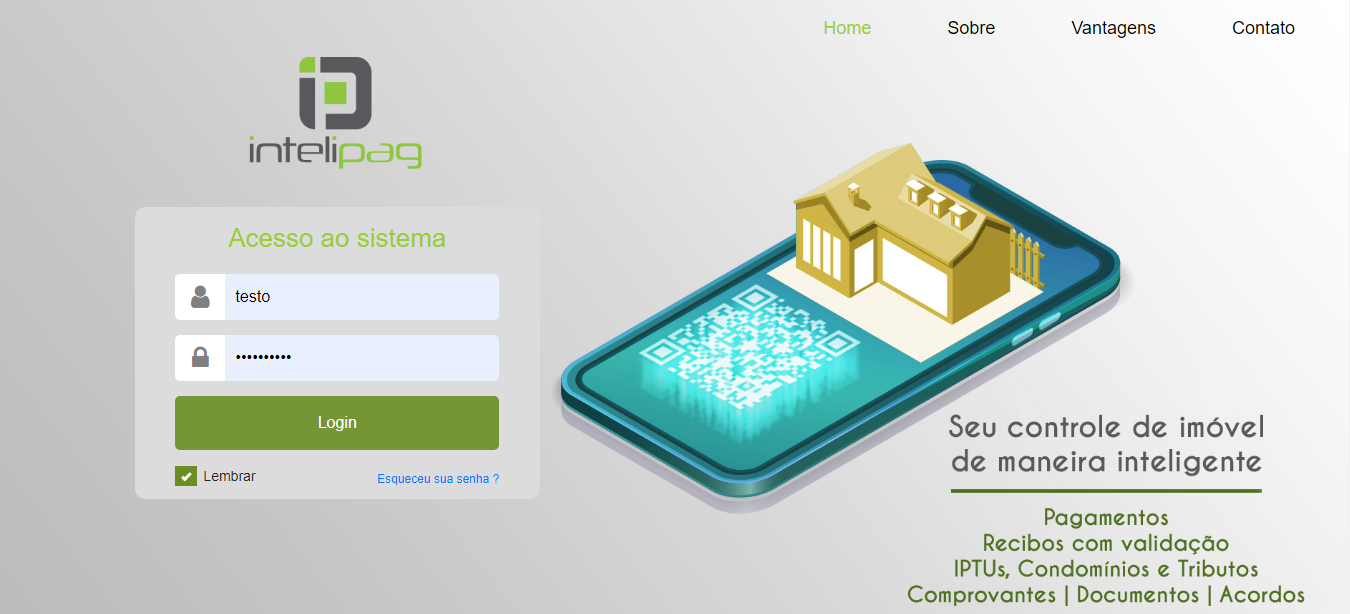 Home Sobre Vantagens Contato
intelipag
Acesso ao sistema
testo
••••••••••
Login
Lembrar
Esqueceu sua senha ?
Seu controle de imóvel
de maneira inteligente
Pagamentos
Recibos com validação
IPTUs, Condomínios e Tributos
Comprovantes | Documentos | Acordos